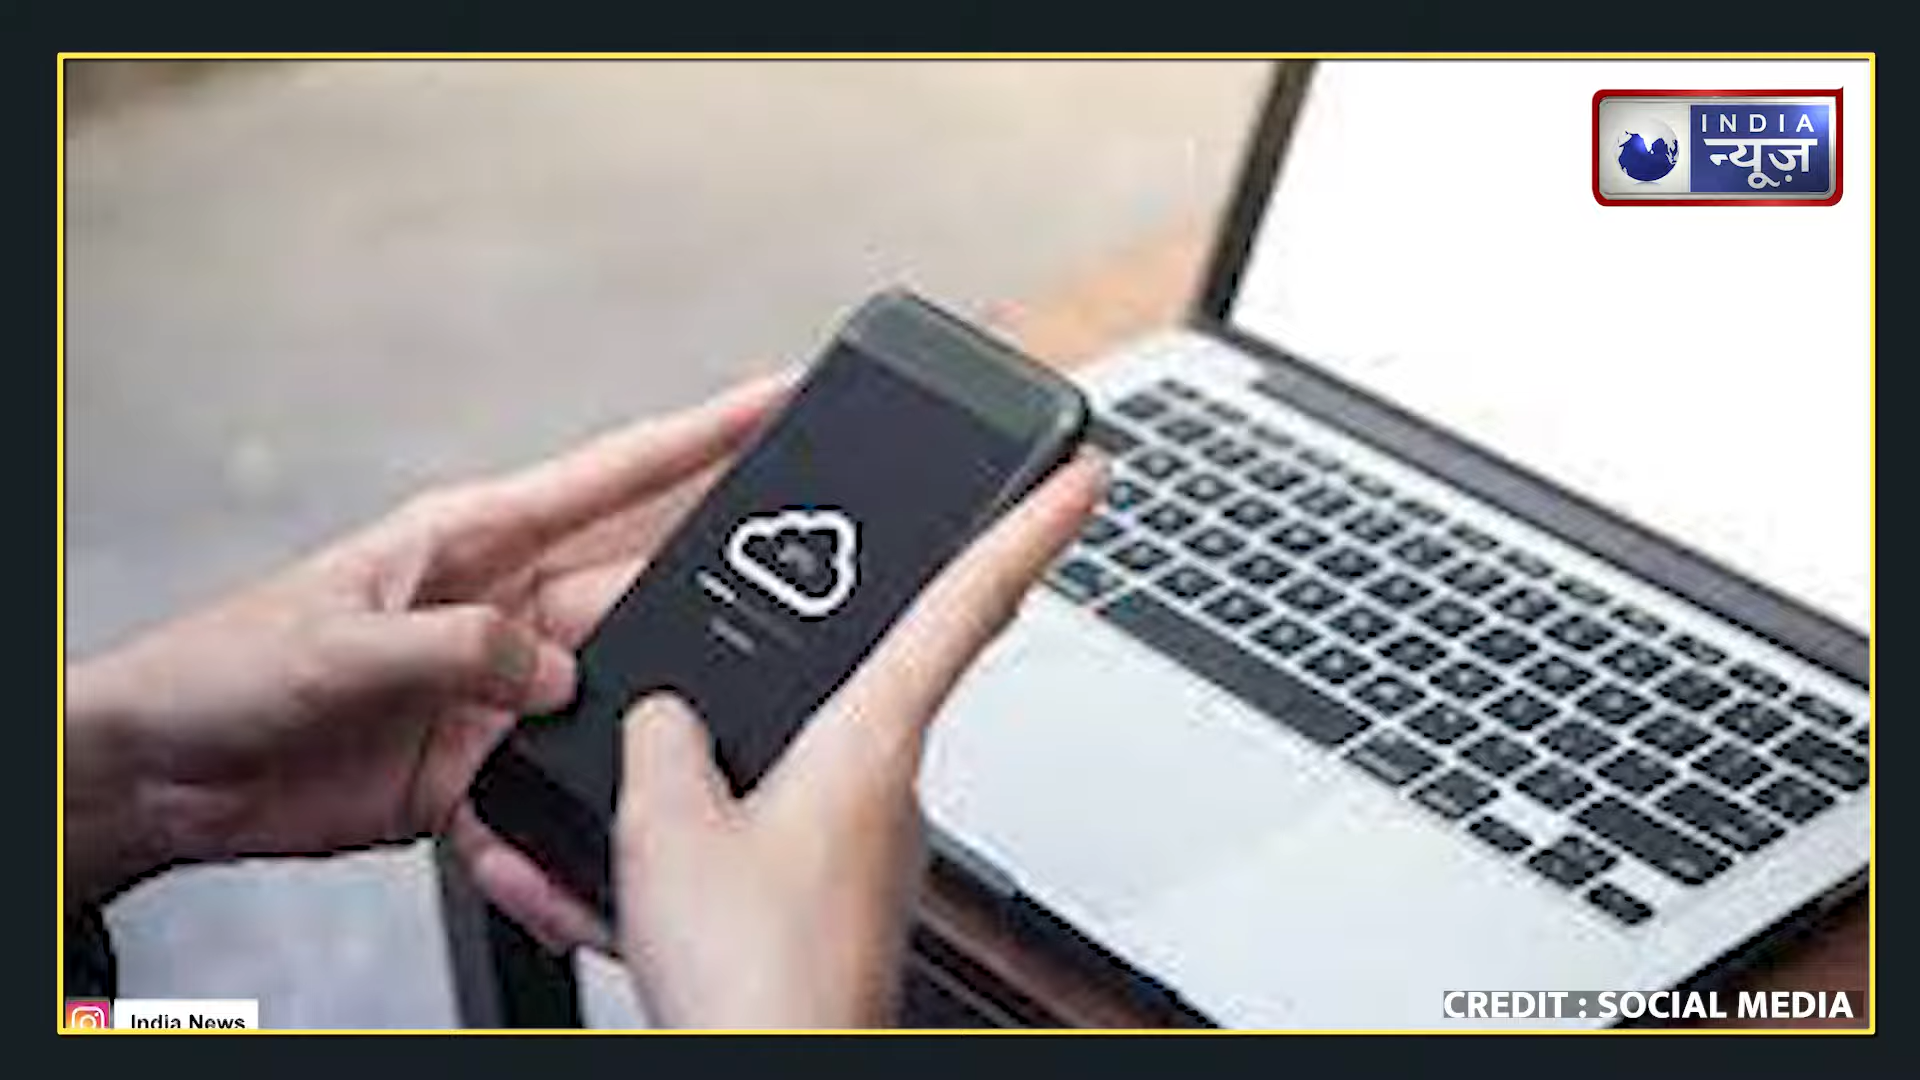 INDIA
न्यूज़
India News
CREDIT : SOCIAL MEDIA